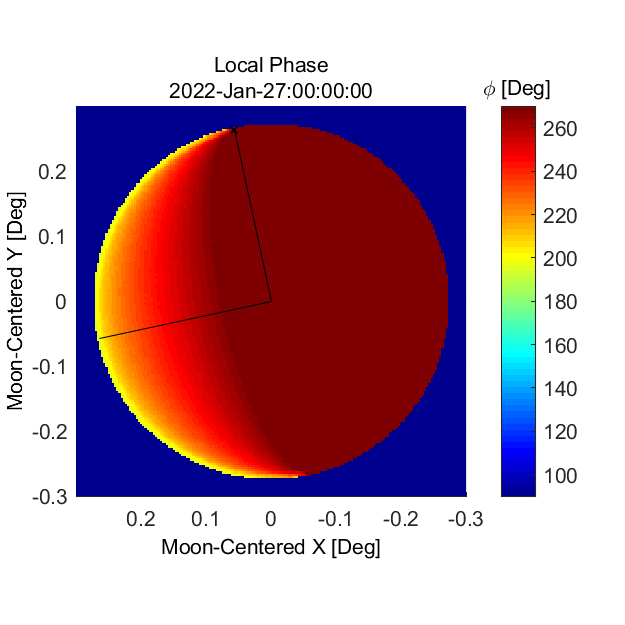 Local Phase
2022-Jan-27:00:00:00:00
ϕ [Deg]
Moon-Centered Y [Deg]
0.2
0.1
0
-0.1
-0.2
-0.3
0.2 0.1 0 -0.1 -0.2 -0.3
Moon-Centered X [Deg]
260
240
220
200
180
160
140
120
100